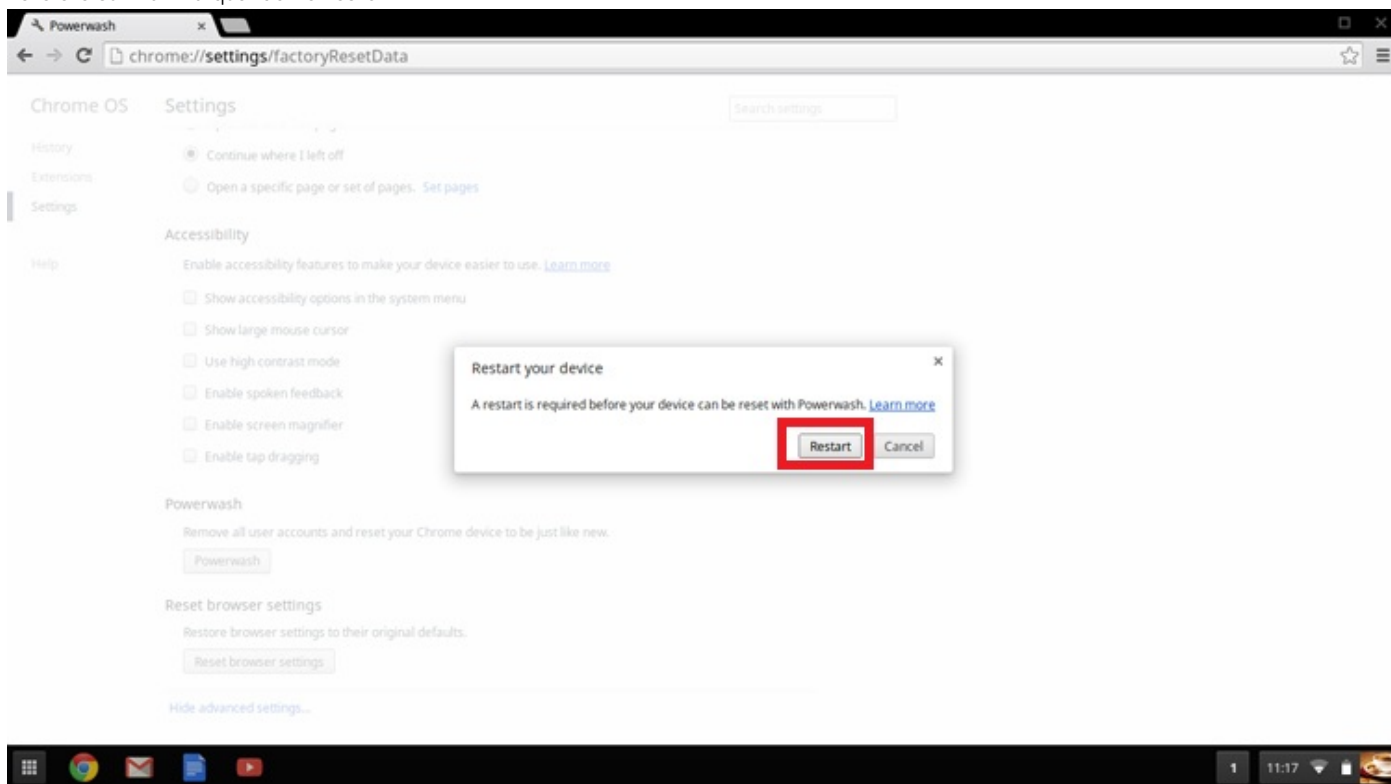 Powerwash
chrome://settings/factoryResetData
Chrome OS
Settings
Search settings
History
Extensions
Settings
Help
Continue where I left off
Open a specific page or set of pages. Set pages
Accessibility
Enable accessibility features to make your device easier to use. Learn more
Show accessibility options in the system menu
Show large mouse cursor
Use high contrast mode
Enable spoken feedback
Enable screen magnifier
Enable tap dragging
Restart your device
A restart is required before your device can be reset with Powerwash. Learn more
Restart
Cancel
Powerwash
Remove all user accounts and reset your Chrome device to be just like new.
Powerwash
Reset browser settings
Restore browser settings to their original defaults.
Reset browser settings
Hide advanced settings...
1
11:17